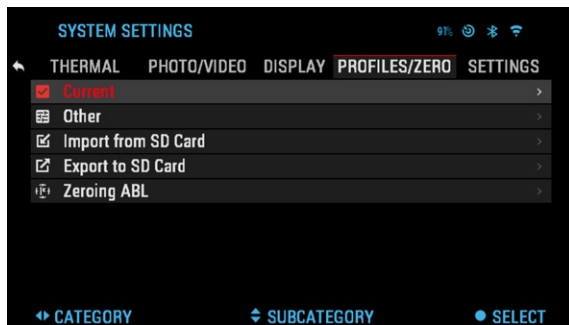 SYSTEM SETTINGS 91%
THERMAL PHOTO/VIDEO DISPLAY PROFILES/ZERO SETTINGS
Current
Other
Import from SD Card
Export to SD Card
Zeroing ABL
CATEGORY SUBCATEGORY SELECT